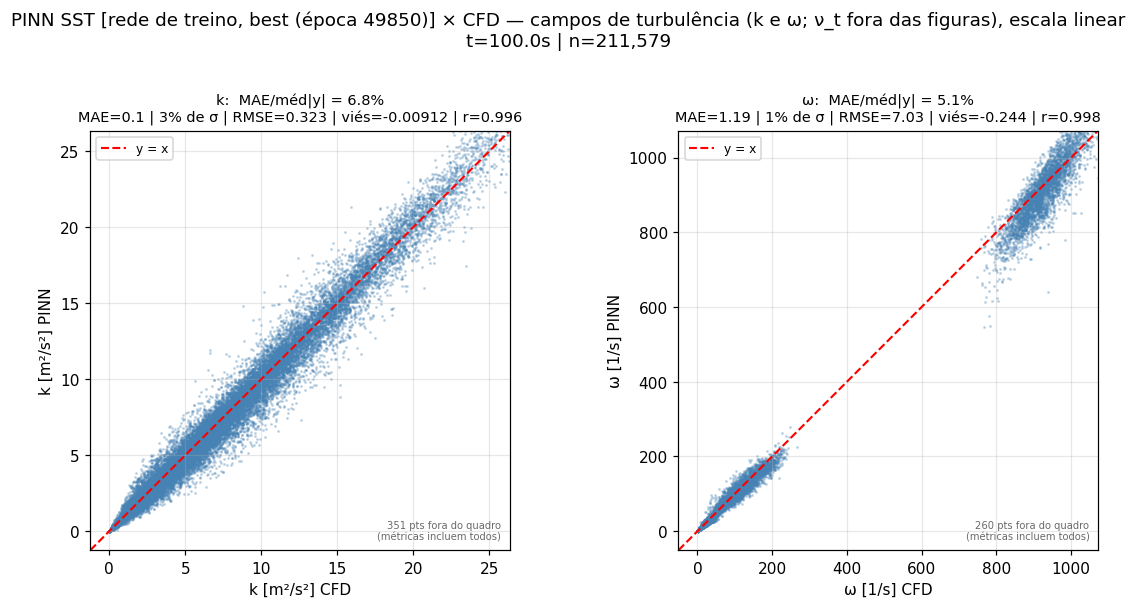 PINN SST [rede de treino, best (época 49850)] × CFD — campos de turbulência (k e ω; ν_t fora das figuras), escala linear
t=100.0s | n=211,579
k:  MAE/méd|y| = 6.8%
MAE=0.1 | 3% de σ | RMSE=0.323 | viés=-0.00912 | r=0.996
y = x
25
20
15
10
5
0
k [m²/s²] PINN
351 pts fora do quadro
(métricas incluem todos)
0 5 10 15 20 25
k [m²/s²] CFD
ω:  MAE/méd|y| = 5.1%
MAE=1.19 | 1% de σ | RMSE=7.03 | viés=-0.244 | r=0.998
y = x
1000
800
600
400
200
0
ω [1/s] PINN
260 pts fora do quadro
(métricas incluem todos)
0 200 400 600 800 1000
ω [1/s] CFD